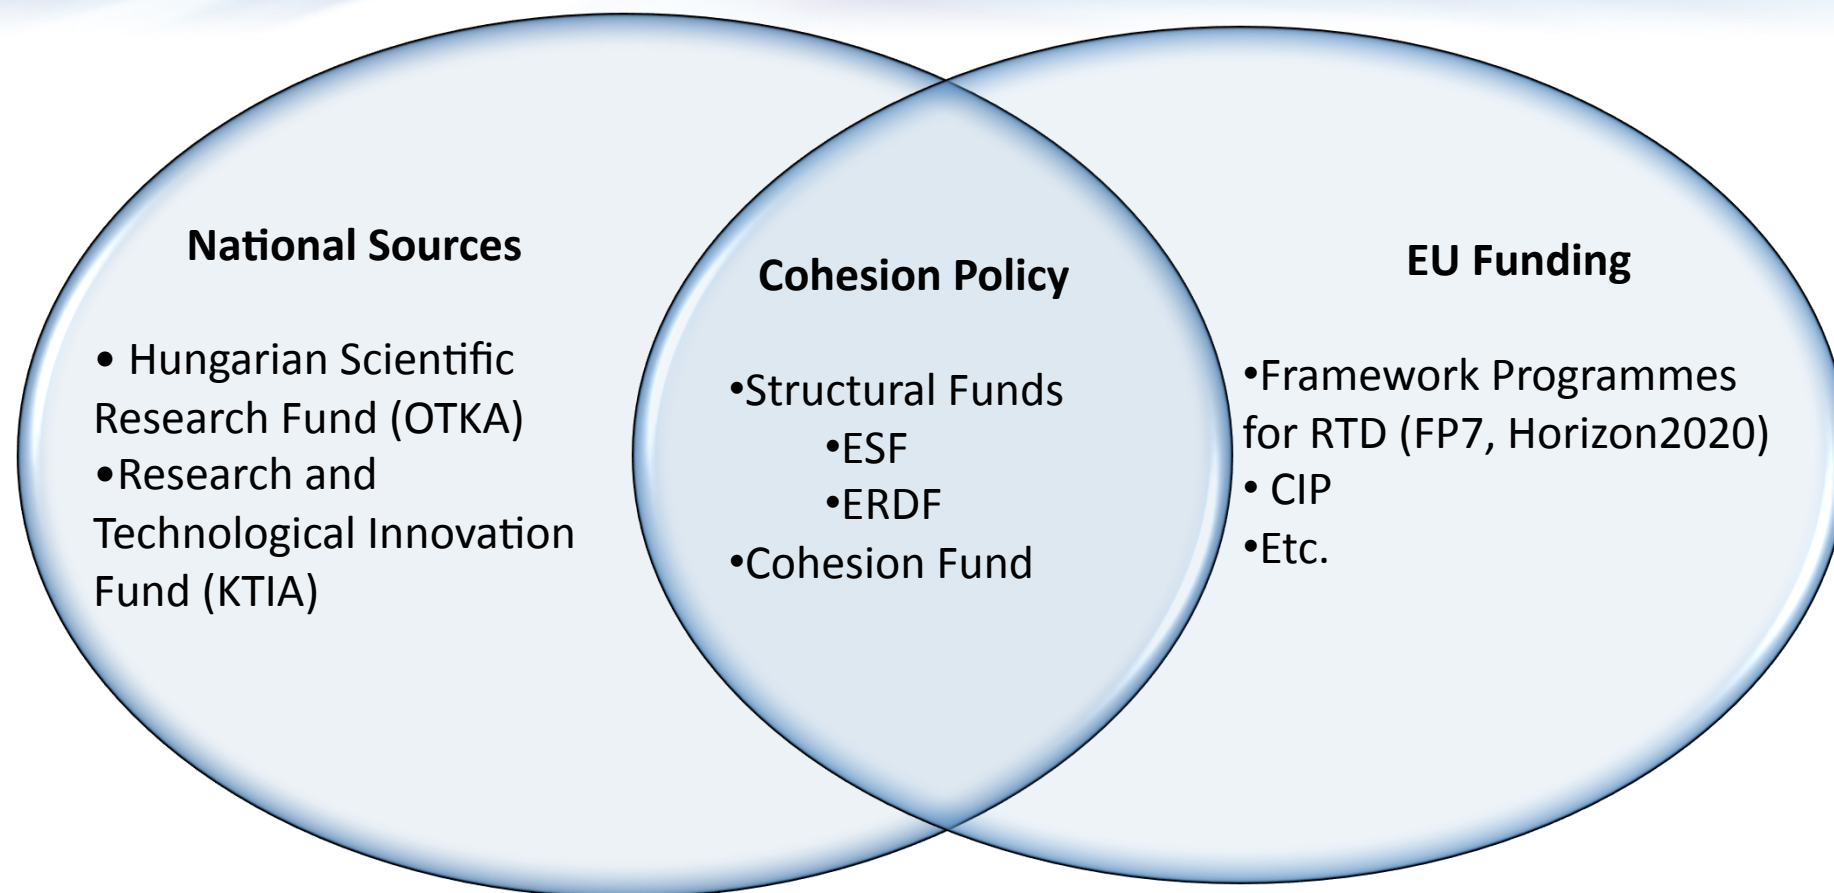 National Sources
• Hungarian Scientific
Research Fund (OTKA)
•Research and
Technological Innovation
Fund (KTIA)
Cohesion Policy
•Structural Funds
•ESF
•ERDF
•Cohesion Fund
EU Funding
•Framework Programmes
for RTD (FP7, Horizon2020)
• CIP
•Etc.